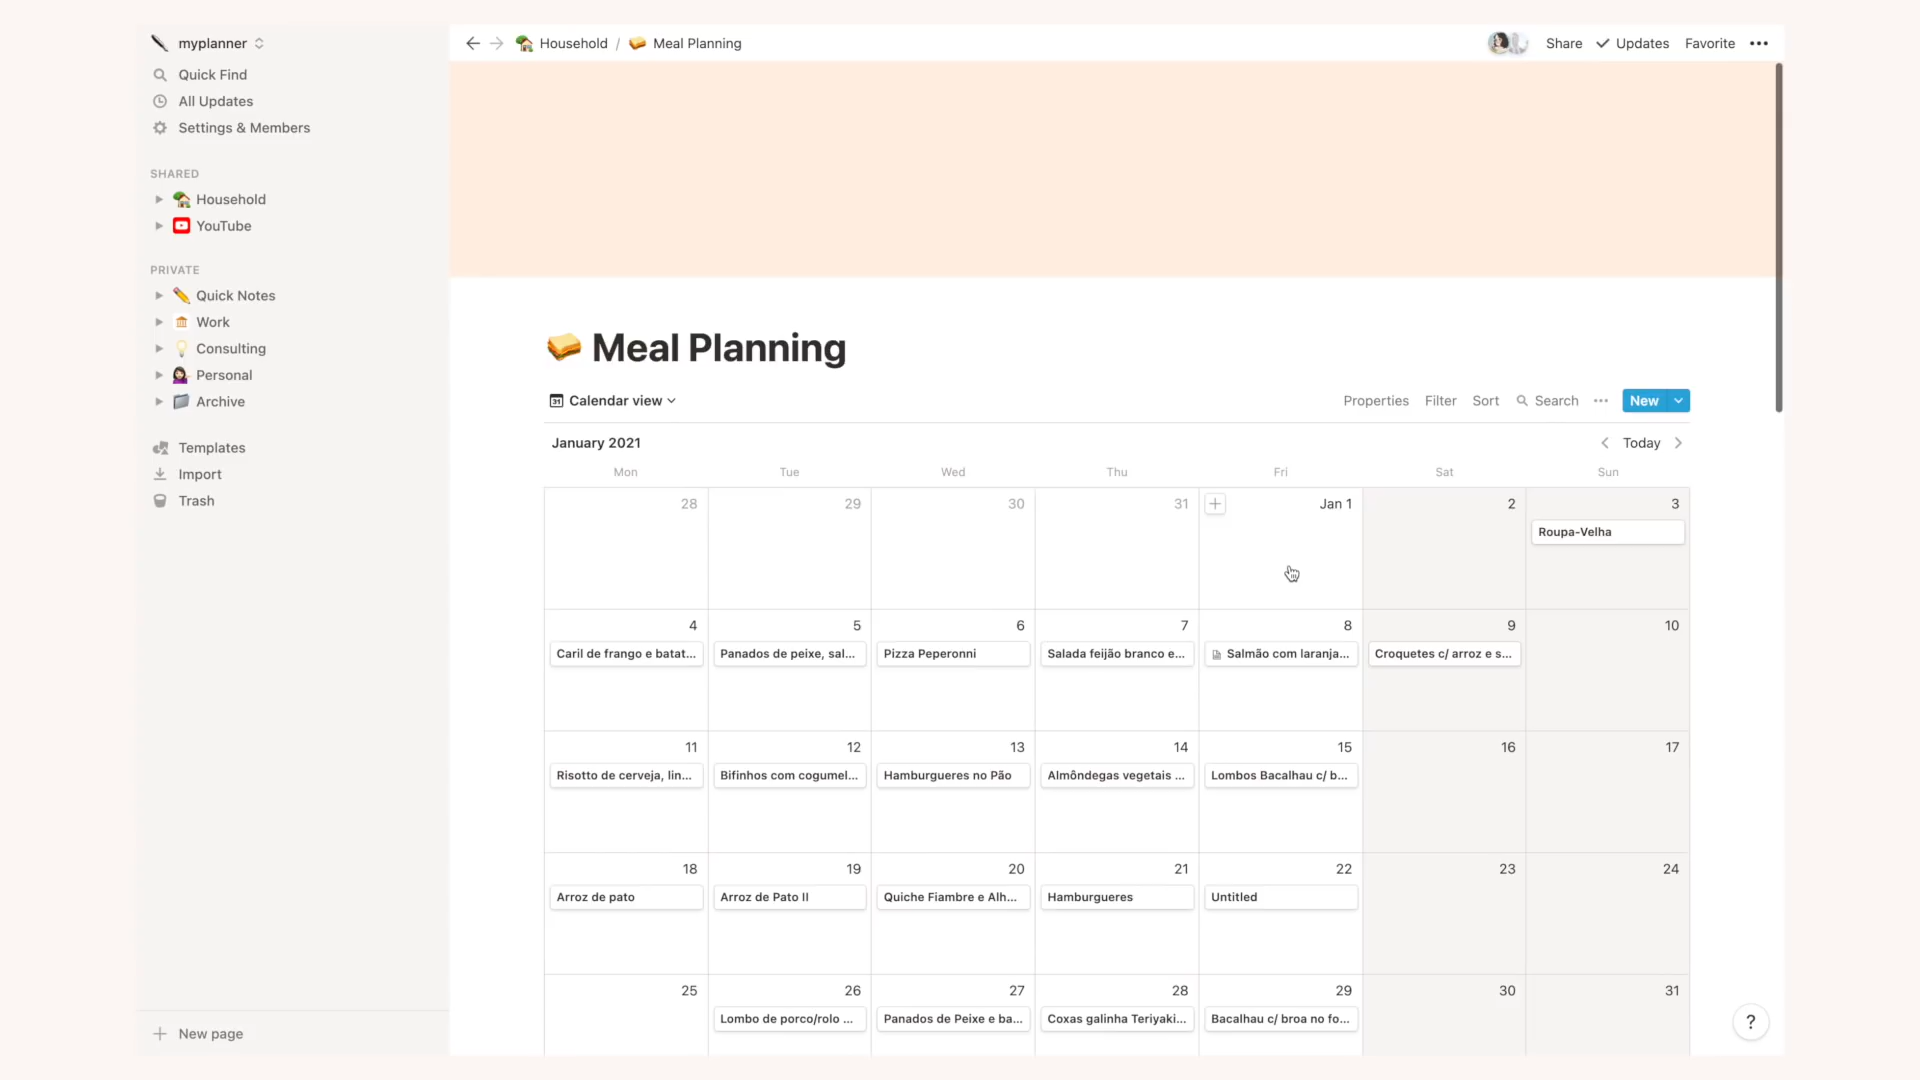 myplanner
Quick Find
All Updates
Settings & Members
SHARED
Household
YouTube
PRIVATE
Quick Notes
Work
Consulting
Personal
Archive
Templates
Import
Trash
New page
Household / Meal Planning
Share Updates Favorite
Meal Planning
Calendar view
Properties Filter Sort Search New
January 2021
Today
Mon Tue Wed Thu Fri Sat Sun
28 29 30 31 Jan 1 2 3
Roupa-Velha
4 5 6 7 8 9 10
Caril de frango e batat... Panados de peixe, sal... Pizza Peperonni Salada feijão branco e... Salmão com laranja... Croquetes c/ arroz e s...
11 12 13 14 15 16 17
Risotto de cerveja, lin... Bifinhos com cogumel... Hamburgueres no Pão Almôndegas vegetais ... Lombos Bacalhau c/ b...
18 19 20 21 22 23 24
Arroz de pato Arroz de Pato II Quiche Fiambre e Alh... Hamburgueres Untitled
25 26 27 28 29 30 31
Lombo de porco/rolo ... Panados de Peixe e ba... Coxas galinha Teriyaki... Bacalhau c/ broa no fo...
?